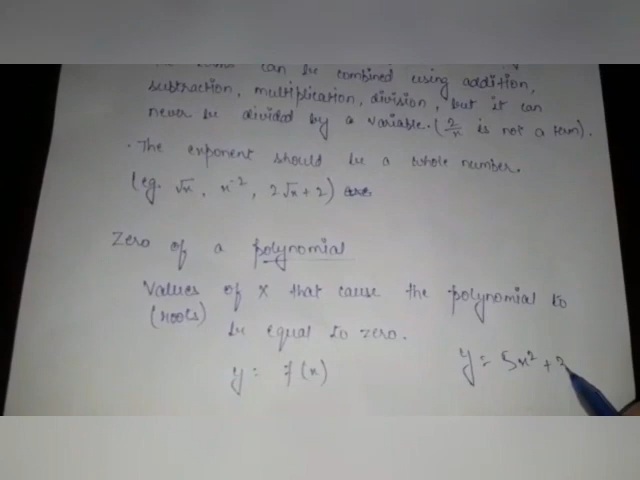 can be combined using addition,
subtraction, multiplication, division, but it can
never be divided by a variable. (2/x is not a term).
. The exponent should be a whole number.
(eg. √x, x⁻², 2√x + 2)
Zero of a polynomial
Values of x that cause the polynomial to
(roots)
be equal to zero.
y = f(x)
y = 5x² +